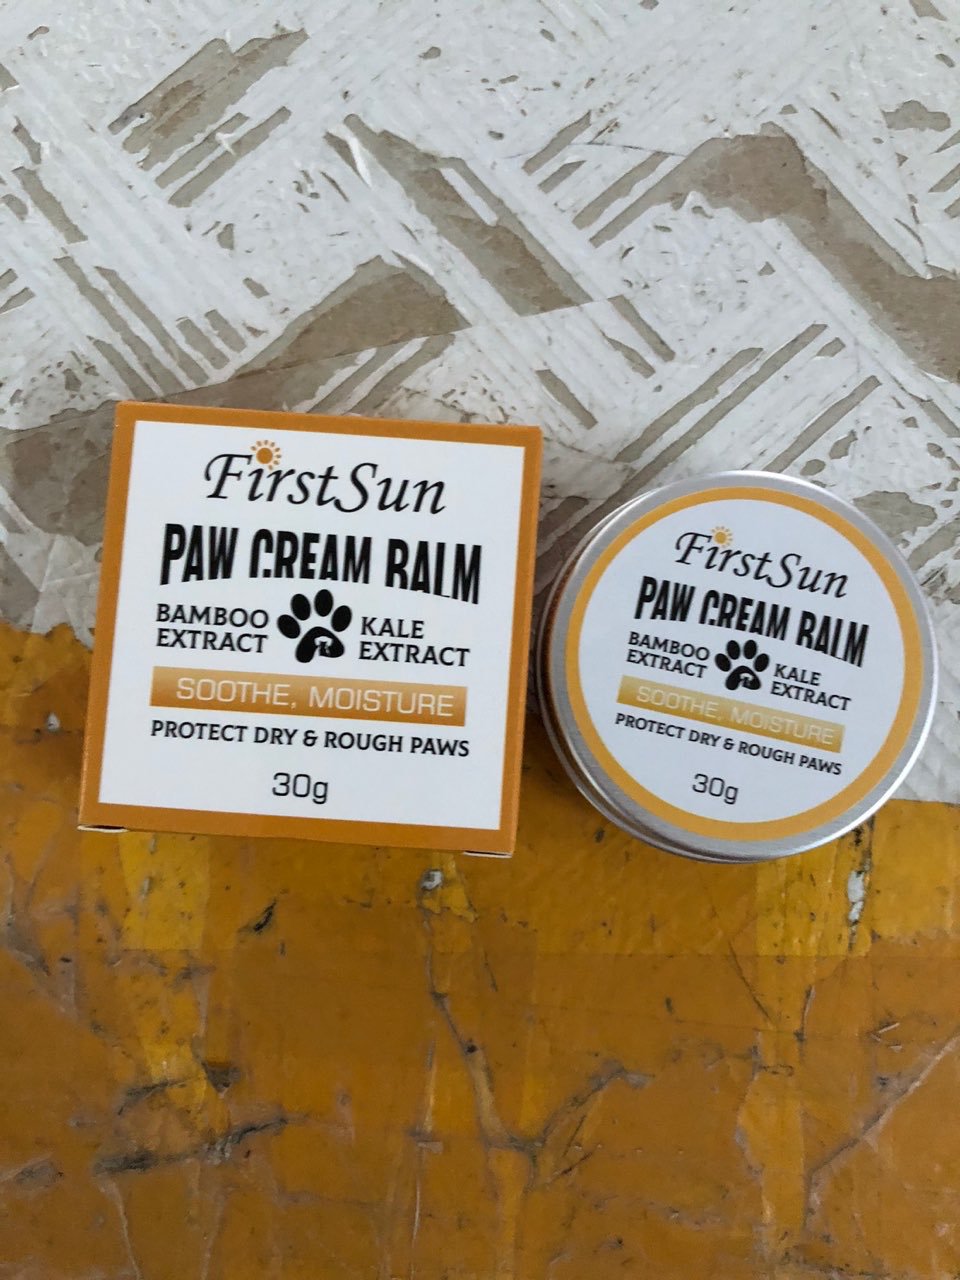 FirstSun
PAW CREAM BALM
BAMBOO EXTRACT
KALE EXTRACT
SOOTHE, MOISTURE
PROTECT DRY & ROUGH PAWS
30g
FirstSun
PAW CREAM BALM
BAMBOO EXTRACT
KALE EXTRACT
SOOTHE, MOISTURE
PROTECT DRY & ROUGH PAWS
30g